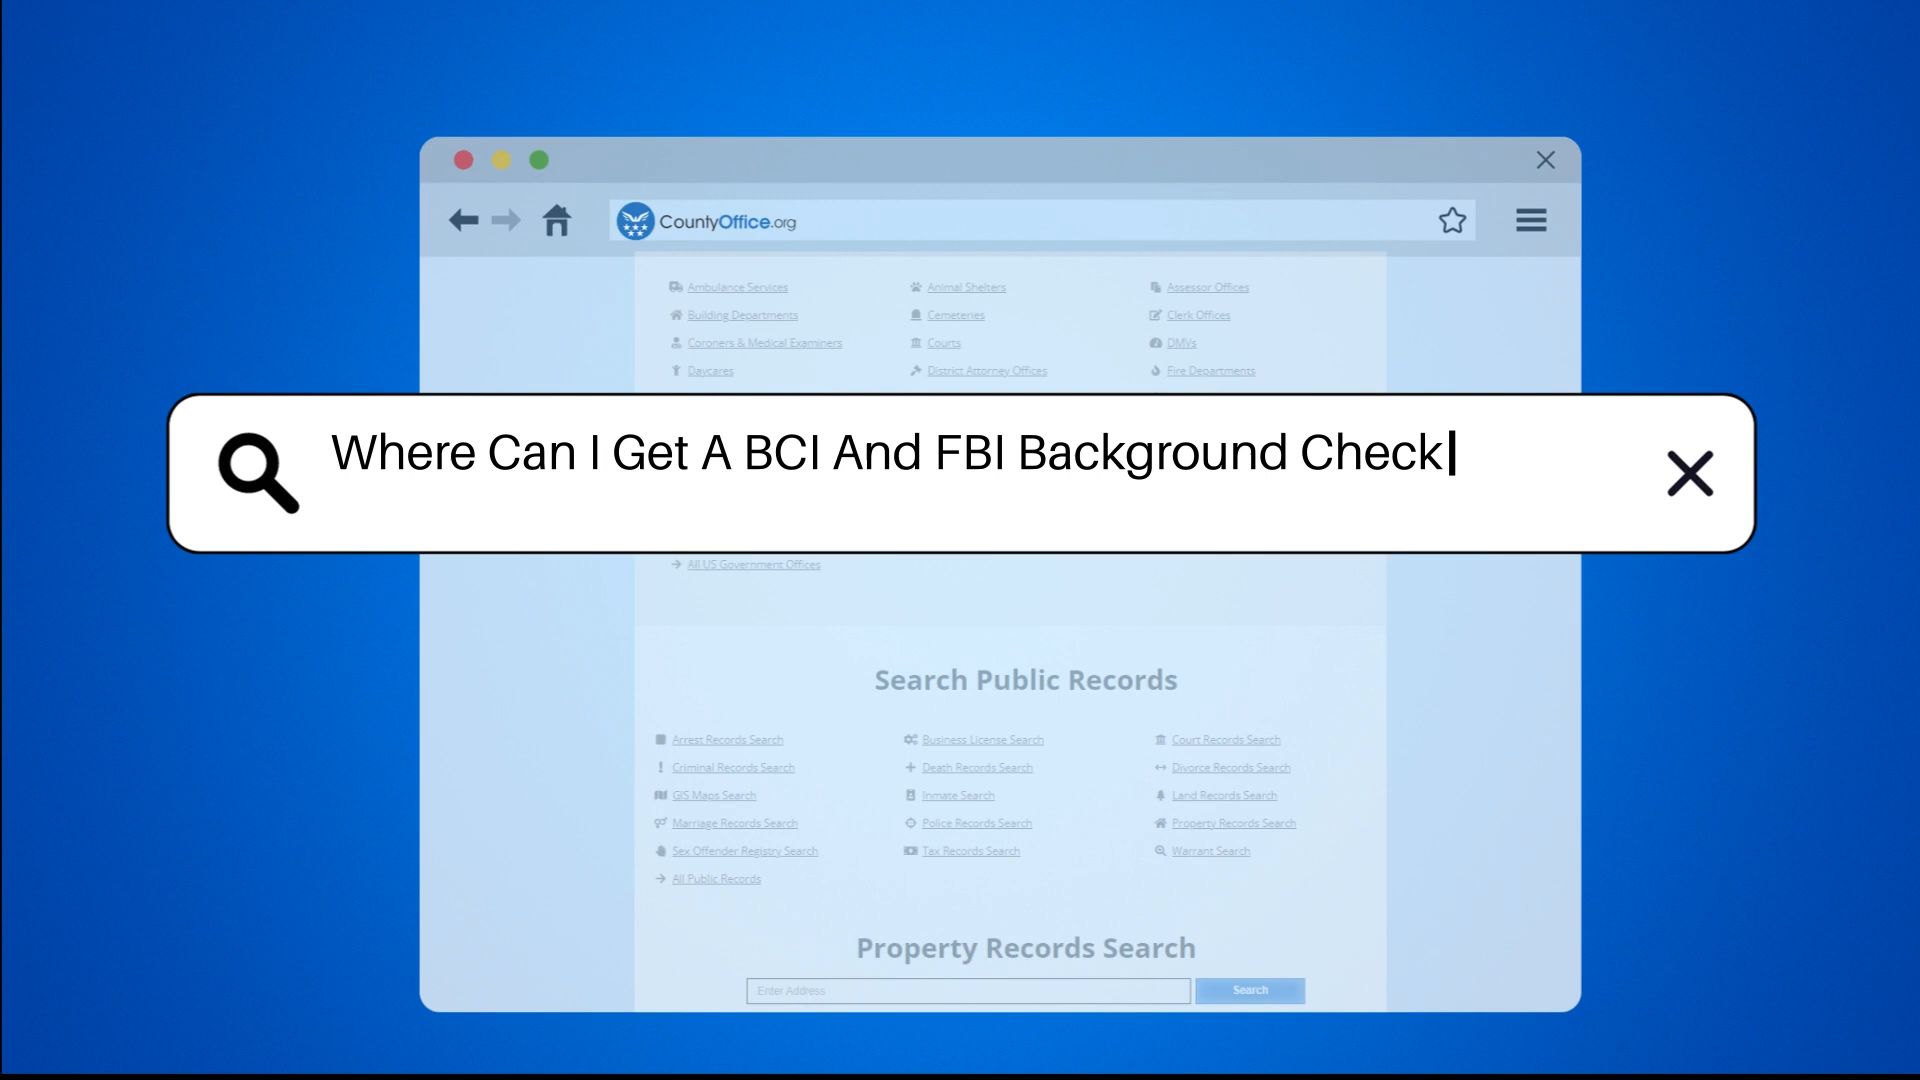 CountyOffice.org
Ambulance Services
Animal Shelters
Assessor Offices
Building Departments
Cemeteries
Clerk Offices
Coroners & Medical Examiners
Courts
DMVs
Daycares
District Attorney Offices
Fire Departments
Where Can I Get A BCI And FBI Background Check
All US Government Offices
Search Public Records
Arrest Records Search
Business License Search
Court Records Search
Criminal Records Search
Death Records Search
Divorce Records Search
GIS Maps Search
Inmate Search
Land Records Search
Marriage Records Search
Police Records Search
Property Records Search
Sex Offender Registry Search
Tax Records Search
Warrant Search
All Public Records
Property Records Search
Enter Address
Search